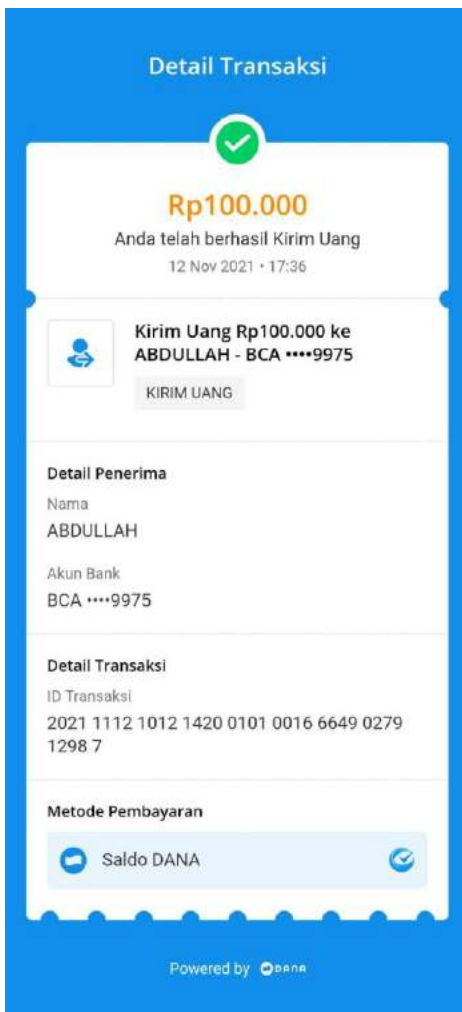 Detail Transaksi
Rp100.000
Anda telah berhasil Kirim Uang
12 Nov 2021 • 17:36
Kirim Uang Rp100.000 ke
ABDULLAH - BCA ••••9975
KIRIM UANG
Detail Penerima
Nama
ABDULLAH
Akun Bank
BCA ••••9975
Detail Transaksi
ID Transaksi
2021 1112 1012 1420 0101 0016 6649 0279
1298 7
Metode Pembayaran
Saldo DANA
Powered by DANA